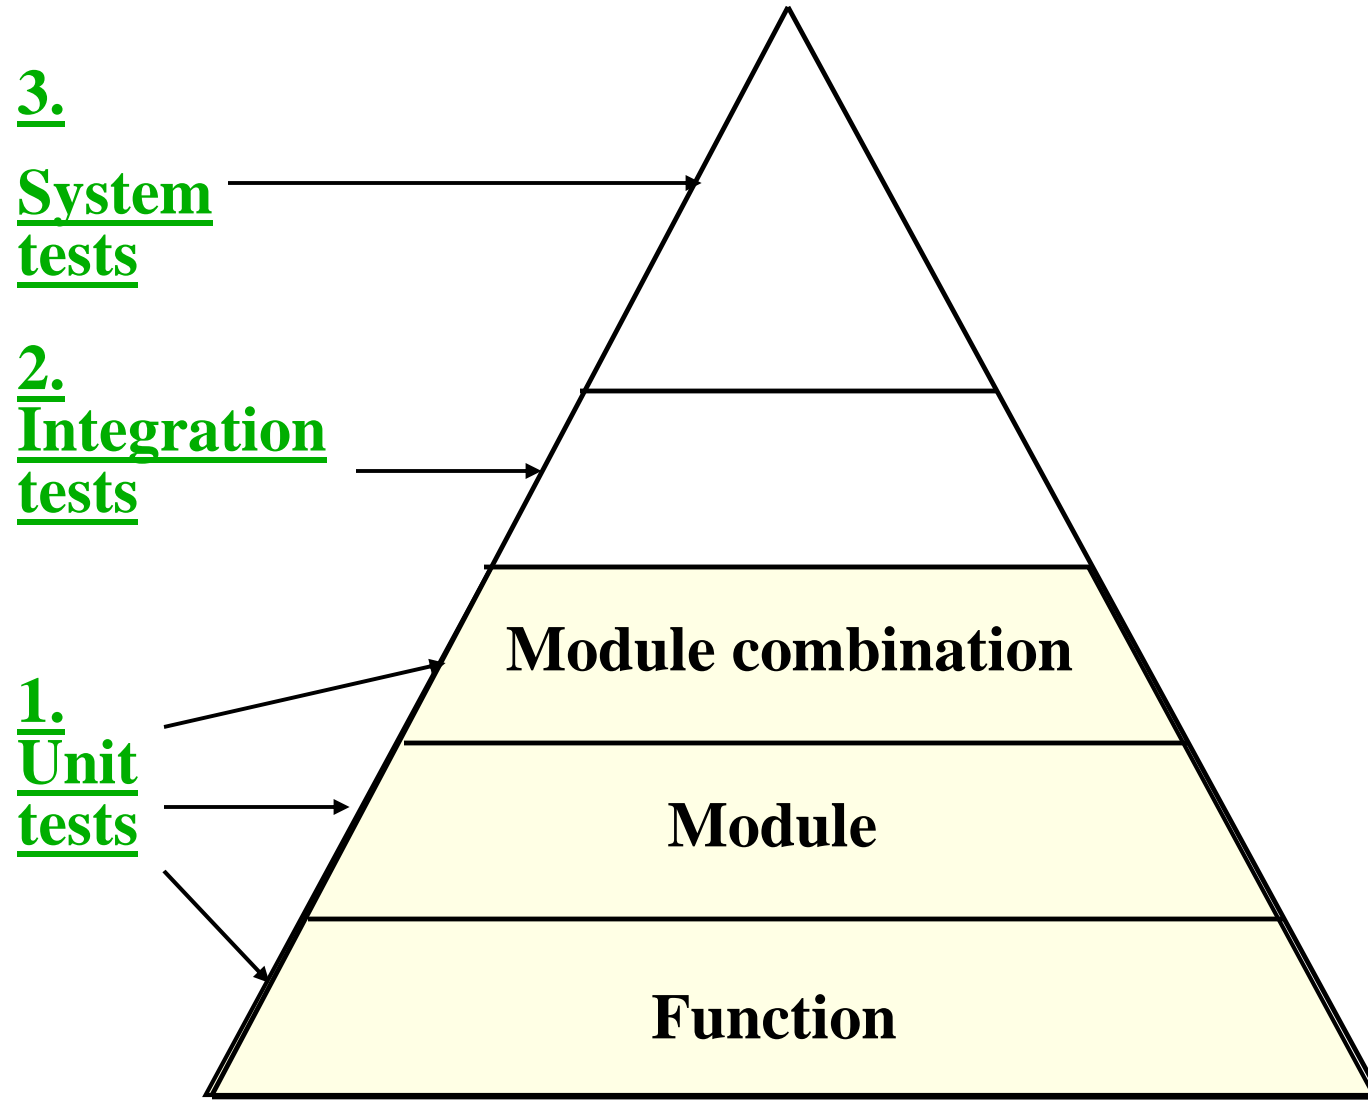 3.
System
tests
2.
Integration
tests
Module combination
1.
Unit
tests
Module
Function